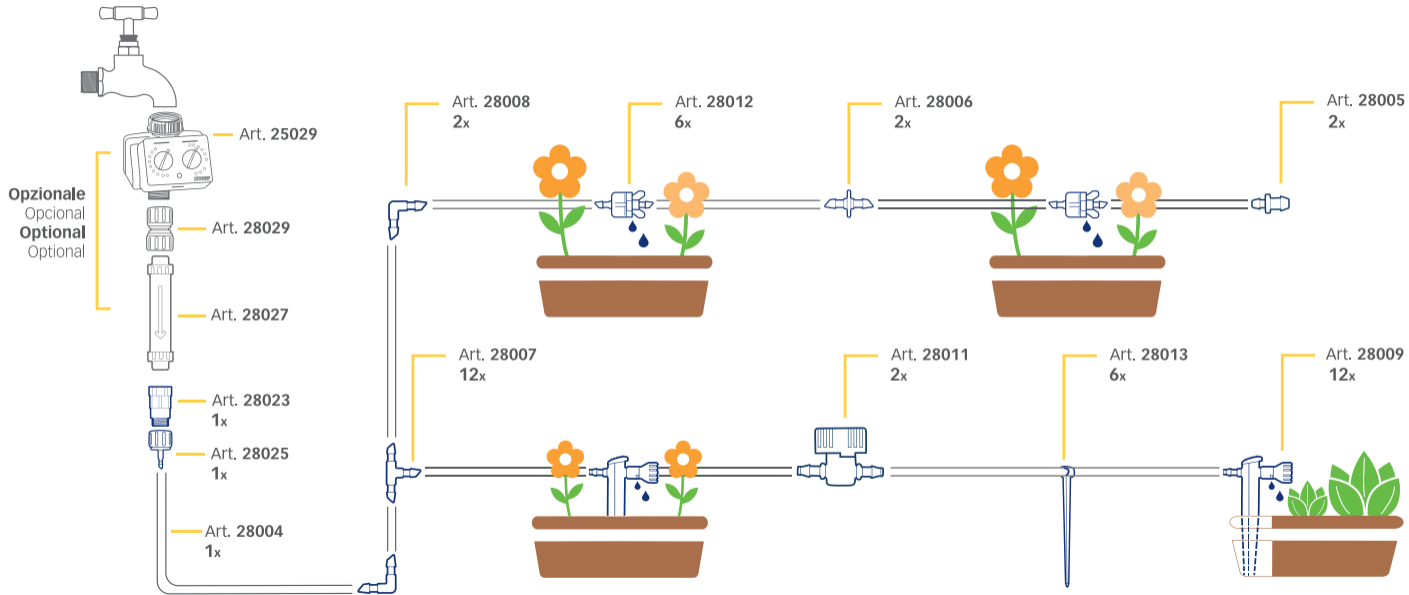 Art. 25029
Opzionale
Opcional
Optional
Optional
Art. 28029
Art. 28027
Art. 28023
1x
Art. 28025
1x
Art. 28004
1x
Art. 28008
2x
Art. 28012
6x
Art. 28006
2x
Art. 28005
2x
Art. 28007
12x
Art. 28011
2x
Art. 28013
6x
Art. 28009
12x